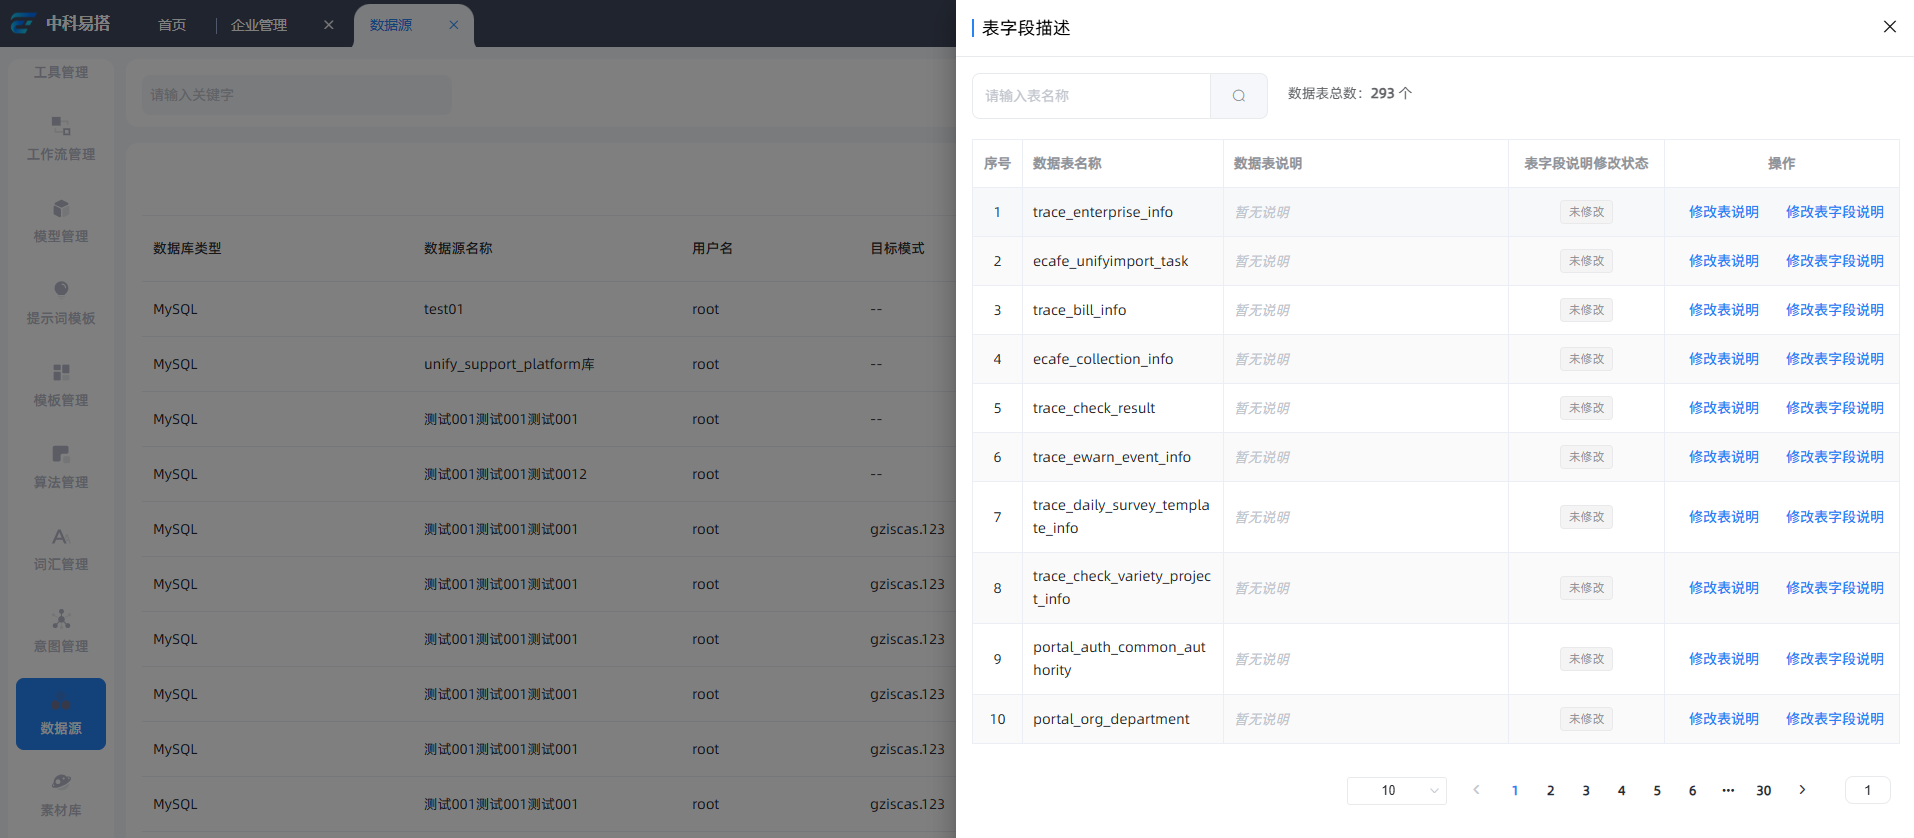 中科易搭
首页
企业管理
数据源
工具管理
工作流管理
模型管理
提示词模板
模板管理
算法管理
词汇管理
意图管理
数据源
素材库
请输入关键字
数据库类型 数据源名称 用户名 目标模式
MySQL test01 root --
MySQL unify_support_platform库 root --
MySQL 测试001测试001测试001 root --
MySQL 测试001测试001测试0012 root --
MySQL 测试001测试001测试001 root gziscas.123
MySQL 测试001测试001测试001 root gziscas.123
MySQL 测试001测试001测试001 root gziscas.123
MySQL 测试001测试001测试001 root gziscas.123
MySQL 测试001测试001测试001 root gziscas.123
MySQL 测试001测试001测试001 root gziscas.123
表字段描述
请输入表名称
数据表总数：293 个
序号 数据表名称 数据表说明 表字段说明修改状态 操作
1 trace_enterprise_info 暂无说明 未修改 修改表说明 修改表字段说明
2 ecafe_unifyimport_task 暂无说明 未修改 修改表说明 修改表字段说明
3 trace_bill_info 暂无说明 未修改 修改表说明 修改表字段说明
4 ecafe_collection_info 暂无说明 未修改 修改表说明 修改表字段说明
5 trace_check_result 暂无说明 未修改 修改表说明 修改表字段说明
6 trace_ewarn_event_info 暂无说明 未修改 修改表说明 修改表字段说明
7 trace_daily_survey_templa
te_info 暂无说明 未修改 修改表说明 修改表字段说明
8 trace_check_variety_projec
t_info 暂无说明 未修改 修改表说明 修改表字段说明
9 portal_auth_common_aut
hority 暂无说明 未修改 修改表说明 修改表字段说明
10 portal_org_department 暂无说明 未修改 修改表说明 修改表字段说明
10 1 2 3 4 5 6 ··· 30 1